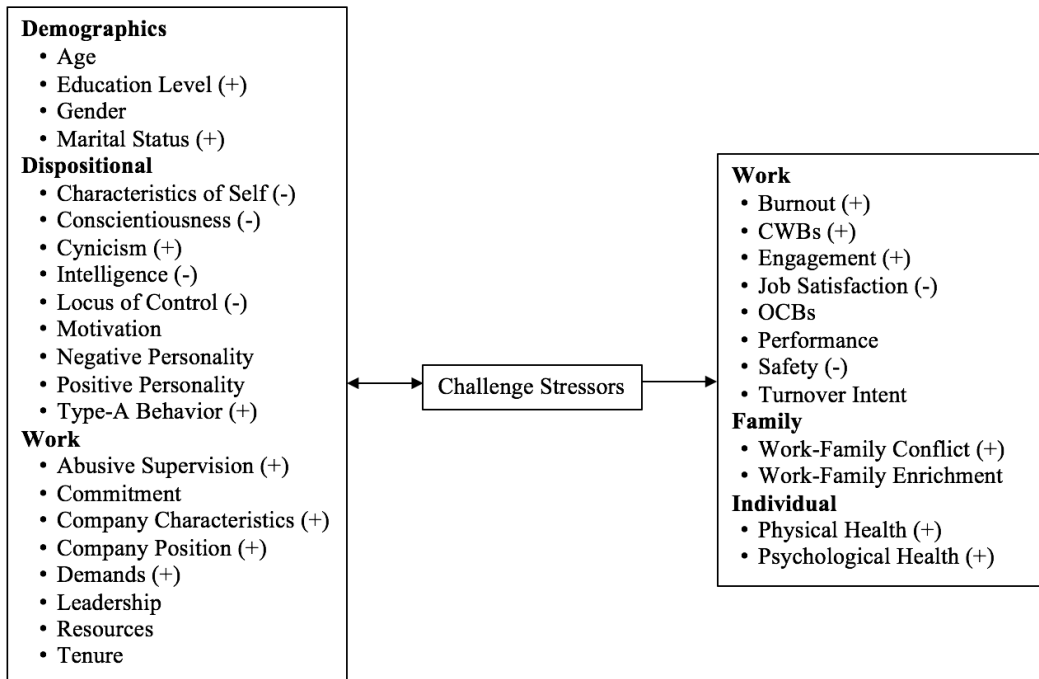 Demographics
• Age
• Education Level (+)
• Gender
• Marital Status (+)
Dispositional
• Characteristics of Self (-)
• Conscientiousness (-)
• Cynicism (+)
• Intelligence (-)
• Locus of Control (-)
• Motivation
• Negative Personality
• Positive Personality
• Type-A Behavior (+)
Work
• Abusive Supervision (+)
• Commitment
• Company Characteristics (+)
• Company Position (+)
• Demands (+)
• Leadership
• Resources
• Tenure
Challenge Stressors
Work
• Burnout (+)
• CWBs (+)
• Engagement (+)
• Job Satisfaction (-)
• OCBs
• Performance
• Safety (-)
• Turnover Intent
Family
• Work-Family Conflict (+)
• Work-Family Enrichment
Individual
• Physical Health (+)
• Psychological Health (+)